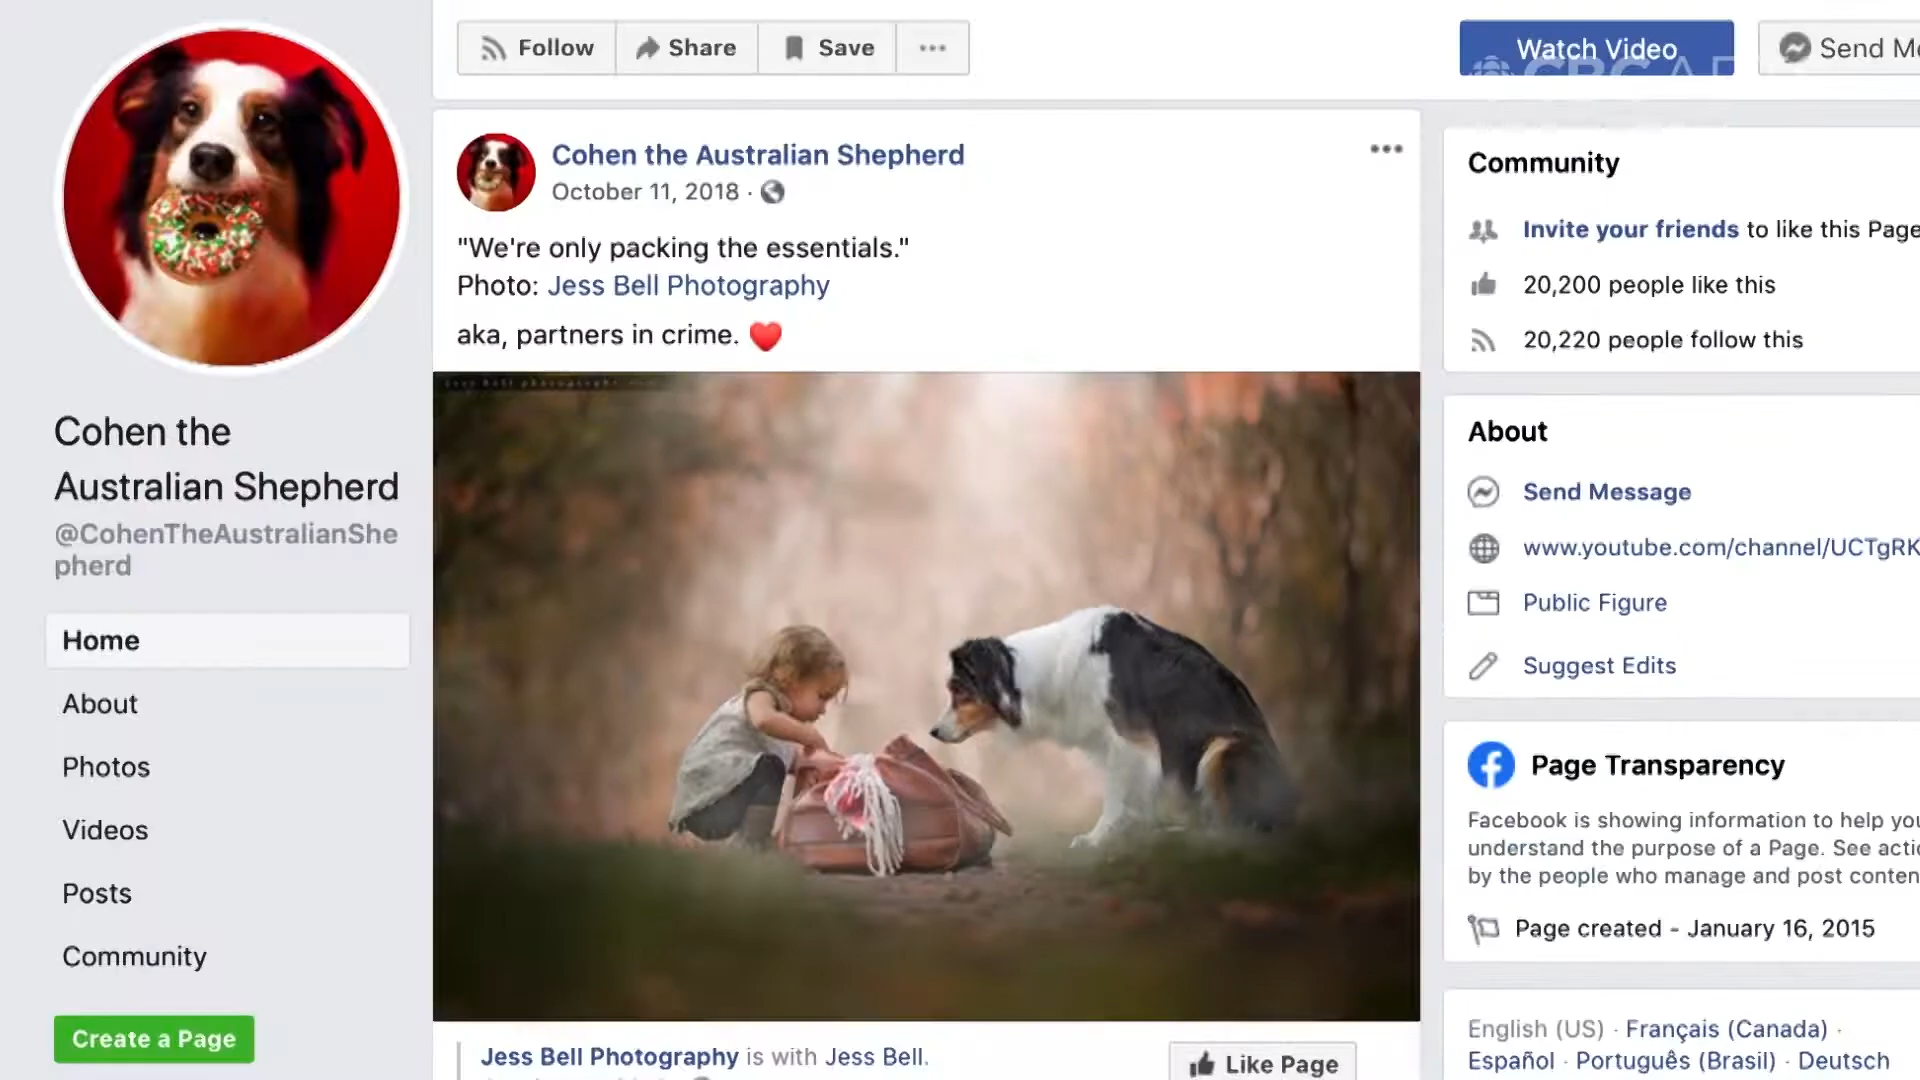 Follow
Share
Save
Watch Video
Send
CBC
Cohen the Australian Shepherd
October 11, 2018 ·
"We're only packing the essentials."
Photo: Jess Bell Photography
aka, partners in crime.
jess bell photography
Cohen the
Australian Shepherd
@CohenTheAustralianShe
pherd
Home
About
Photos
Videos
Posts
Community
Create a Page
Jess Bell Photography is with Jess Bell.
Like Page
Community
Invite your friends to like this Page
20,200 people like this
20,220 people follow this
About
Send Message
www.youtube.com/channel/UCTgRK
Public Figure
Suggest Edits
Page Transparency
Facebook is showing information to help you
understand the purpose of a Page. See actio
by the people who manage and post conten
Page created - January 16, 2015
English (US) · Français (Canada) ·
Español · Português (Brasil) · Deutsch